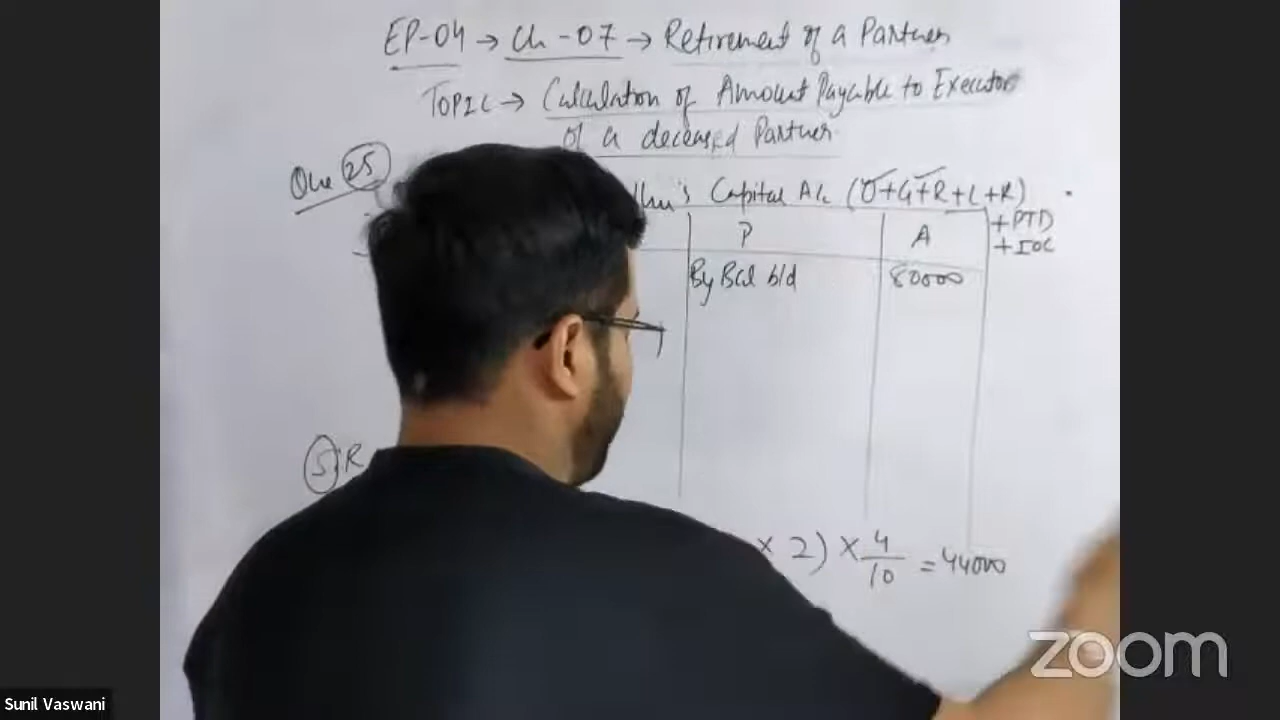 EP-04 → Ch-07 → Retirement of a Partner
TOPIC → Calculation of Amount Payable to Executor
of a deceased Partner
Que 25
Capital A/c (O+G+R+L+R)
+PTD
+IOC
P A
By Bal b/d 80000
5 R
× 2) × 4/10 = 44000
zoom
Sunil Vaswani